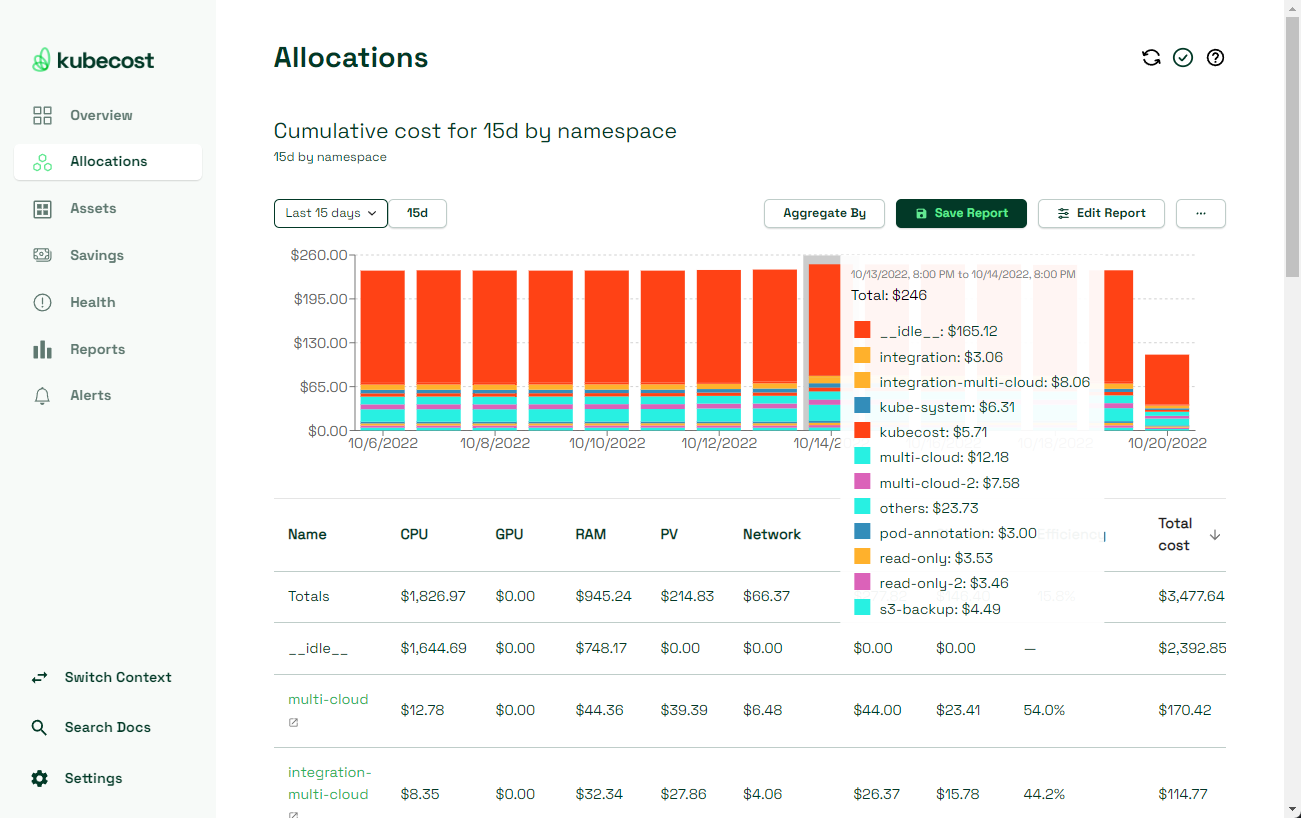 kubecost
Overview
Allocations
Assets
Savings
Health
Reports
Alerts
Switch Context
Search Docs
Settings
Allocations
Cumulative cost for 15d by namespace
15d by namespace
Last 15 days
15d
Aggregate By
Save Report
Edit Report
...
$260.00
$195.00
$130.00
$65.00
$0.00
10/6/2022
10/8/2022
10/10/2022
10/12/2022
10/14/2
10/18/2022
10/20/2022
10/13/2022, 8:00 PM to 10/14/2022, 8:00 PM
Total: $246
__idle__: $165.12
integration: $3.06
integration-multi-cloud: $8.06
kube-system: $6.31
kubecost: $5.71
multi-cloud: $12.18
multi-cloud-2: $7.58
others: $23.73
pod-annotation: $3.00
read-only: $3.53
read-only-2: $3.46
s3-backup: $4.49
Name CPU GPU RAM PV Network Efficiency Total cost
Totals $1,826.97 $0.00 $945.24 $214.83 $66.37 $3,477.64
__idle__ $1,644.69 $0.00 $748.17 $0.00 $0.00 $0.00 $0.00 — $2,392.85
multi-cloud $12.78 $0.00 $44.36 $39.39 $6.48 $44.00 $23.41 54.0% $170.42
integration-
multi-cloud $8.35 $0.00 $32.34 $27.86 $4.06 $26.37 $15.78 44.2% $114.77